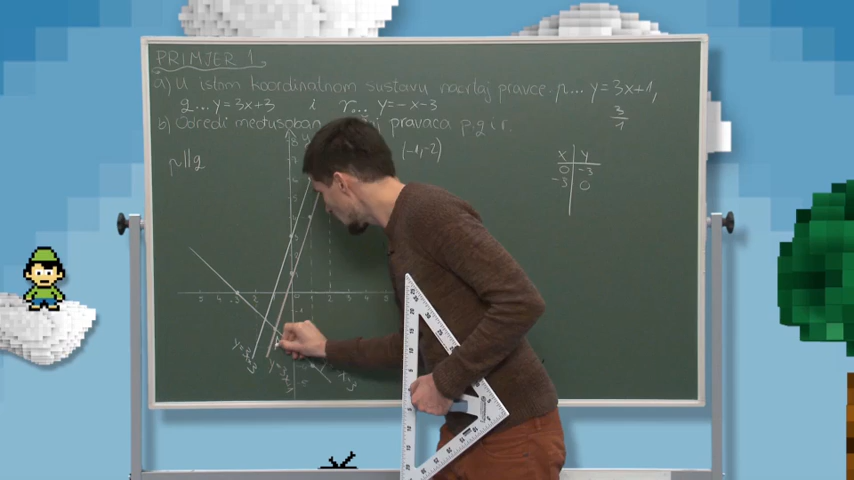 PRIMJER 1
a) U istom koordinatnom sustavu nacrtaj pravce p... y = 3x+1,
g... y = 3x+3 i r... y = -x-3
b) Odredi međusoban položaj pravaca p, g i r.
3
1
p || g
(-1,-2)
x y
0 -3
-3 0